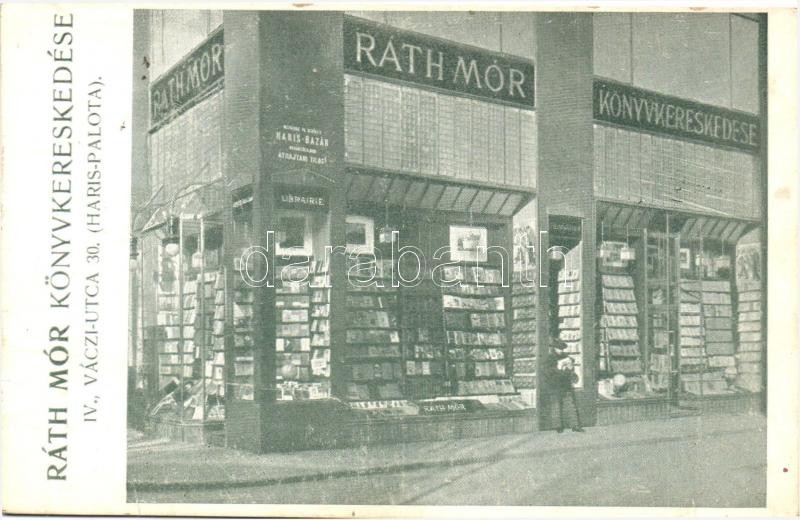 RÁTH MÓR KÖNYVKERESKEDÉSE
IV., VÁCZI-UTCA 30. (HARIS-PALOTA).
RÁTH MÓR
RÁTH MÓR
KÖNYVKERESKEDÉSE
HARIS-BAZÁR
LIBRAIRIE
RÁTH MÓR
darabanth